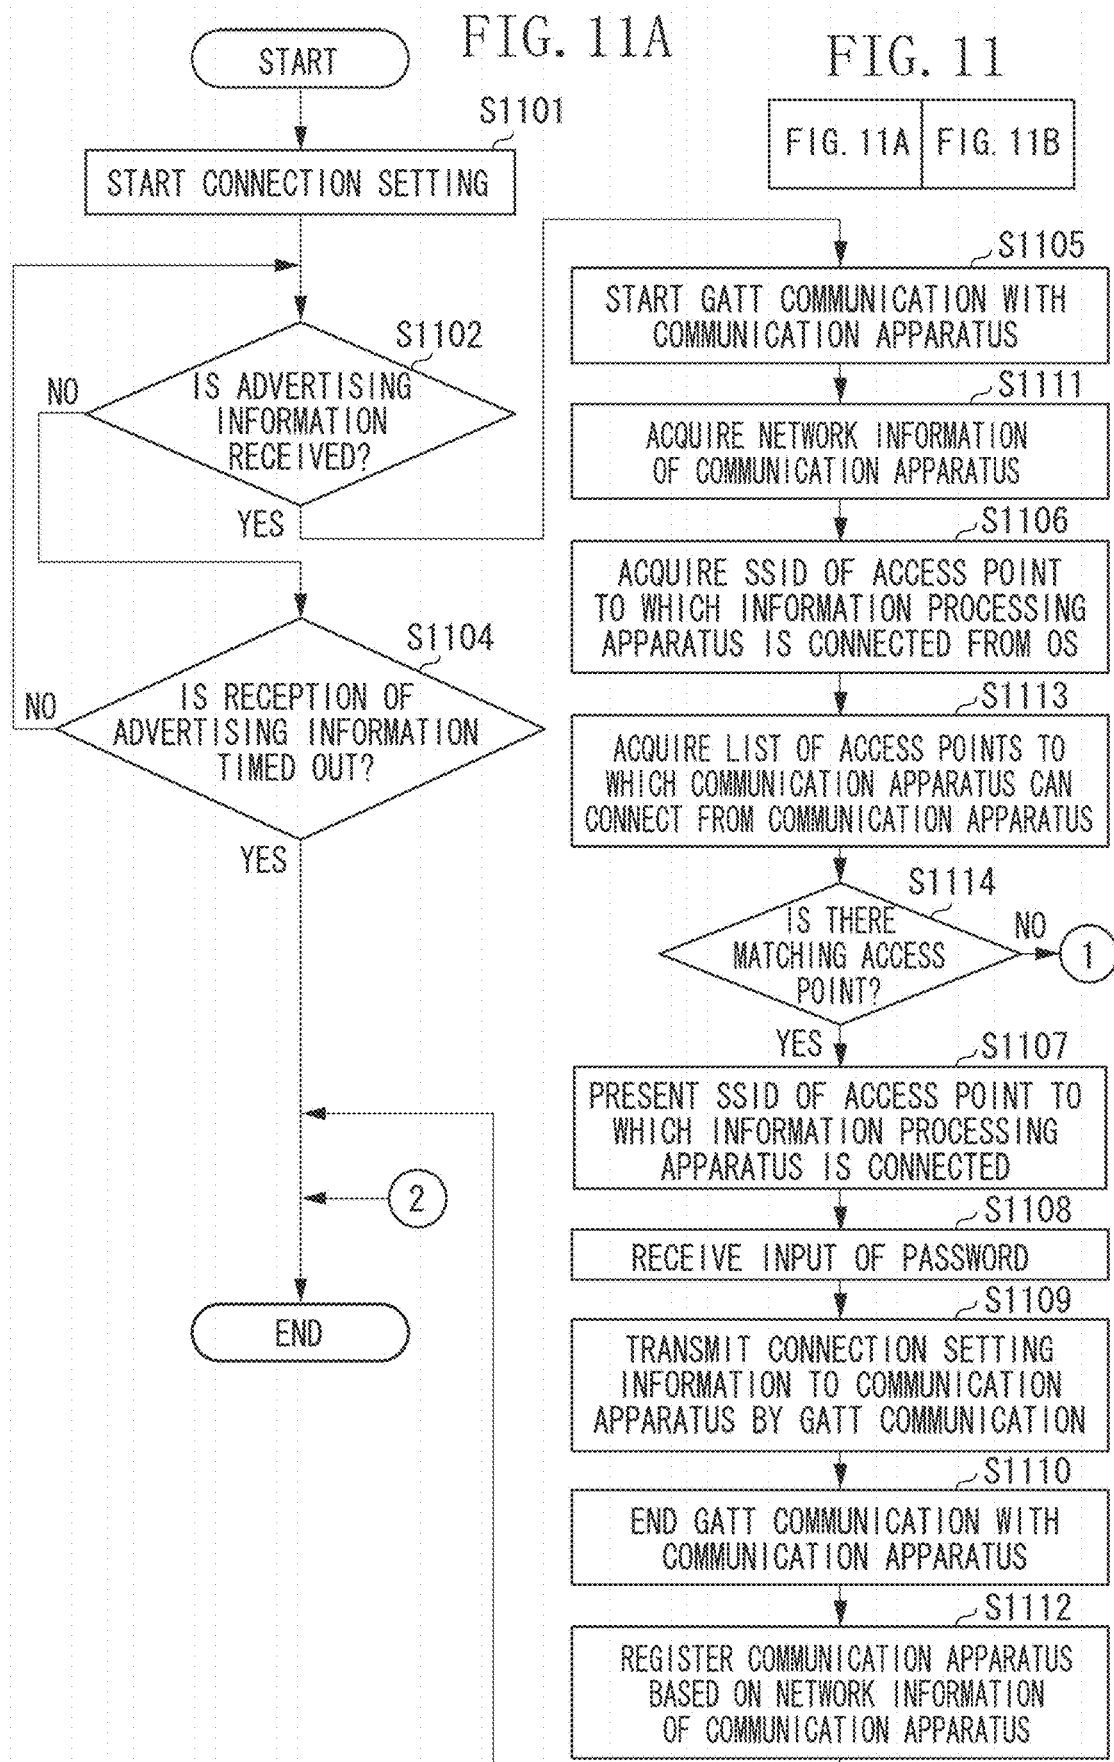 FIG. 11A
FIG. 11
FIG. 11A
FIG. 11B
START
S1101
START CONNECTION SETTING
S1102
IS ADVERTISING
INFORMATION
RECEIVED?
NO
YES
S1104
IS RECEPTION OF
ADVERTISING INFORMATION
TIMED OUT?
NO
YES
2
END
S1105
START GATT COMMUNICATION WITH
COMMUNICATION APPARATUS
S1111
ACQUIRE NETWORK INFORMATION
OF COMMUNICATION APPARATUS
S1106
ACQUIRE SSID OF ACCESS POINT
TO WHICH INFORMATION PROCESSING
APPARATUS IS CONNECTED FROM OS
S1113
ACQUIRE LIST OF ACCESS POINTS TO
WHICH COMMUNICATION APPARATUS CAN
CONNECT FROM COMMUNICATION APPARATUS
S1114
IS THERE
MATCHING ACCESS
POINT?
NO
1
YES
S1107
PRESENT SSID OF ACCESS POINT TO
WHICH INFORMATION PROCESSING
APPARATUS IS CONNECTED
S1108
RECEIVE INPUT OF PASSWORD
S1109
TRANSMIT CONNECTION SETTING
INFORMATION TO COMMUNICATION
APPARATUS BY GATT COMMUNICATION
S1110
END GATT COMMUNICATION WITH
COMMUNICATION APPARATUS
S1112
REGISTER COMMUNICATION APPARATUS
BASED ON NETWORK INFORMATION
OF COMMUNICATION APPARATUS